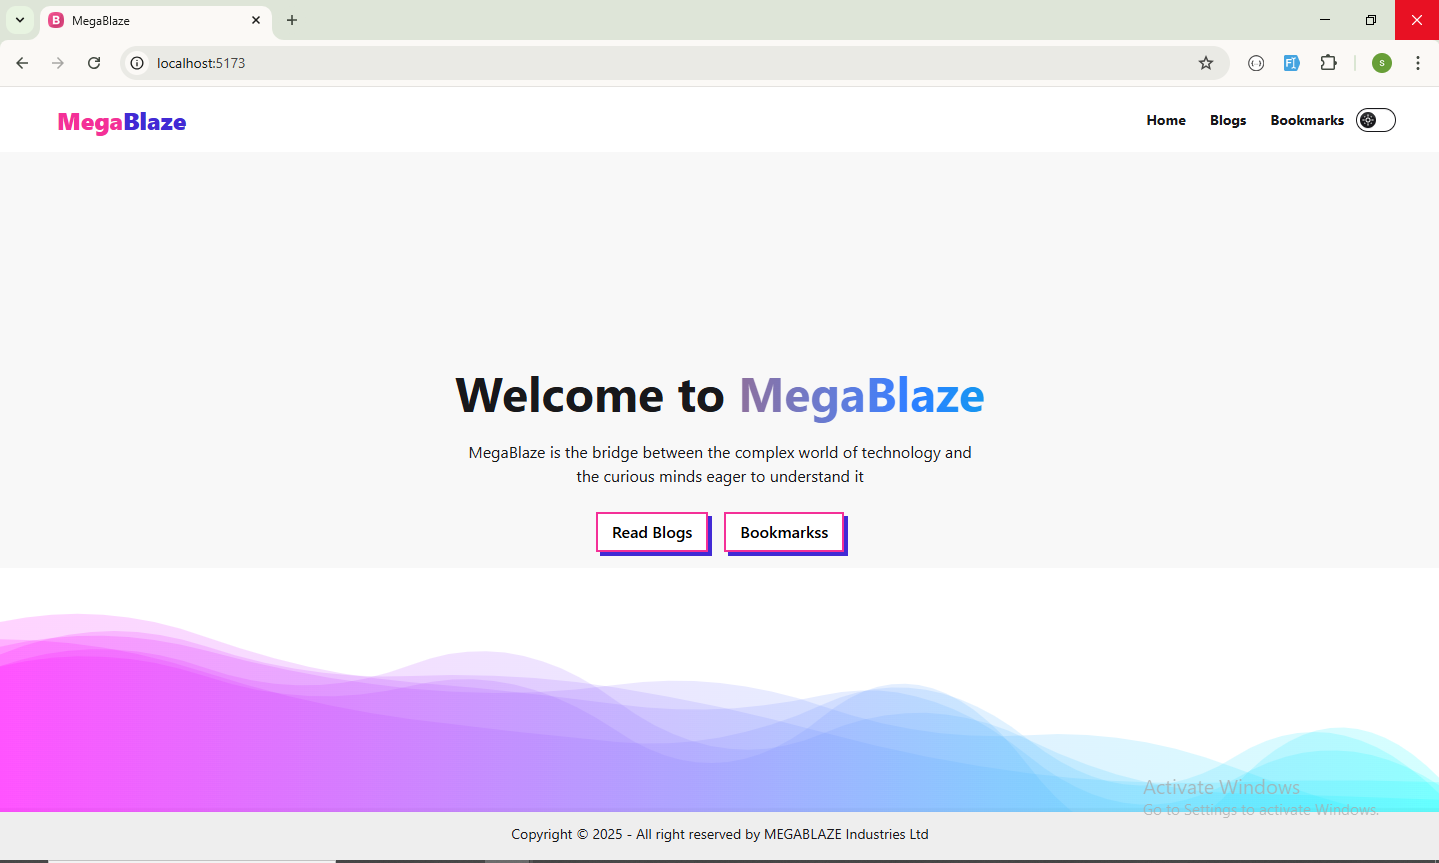 B MegaBlaze
localhost:5173
F
s
MegaBlaze
Home Blogs Bookmarks
Welcome to MegaBlaze
MegaBlaze is the bridge between the complex world of technology and
the curious minds eager to understand it
Read Blogs Bookmarkss
Activate Windows
Go to Settings to activate Windows.
Copyright © 2025 - All right reserved by MEGABLAZE Industries Ltd